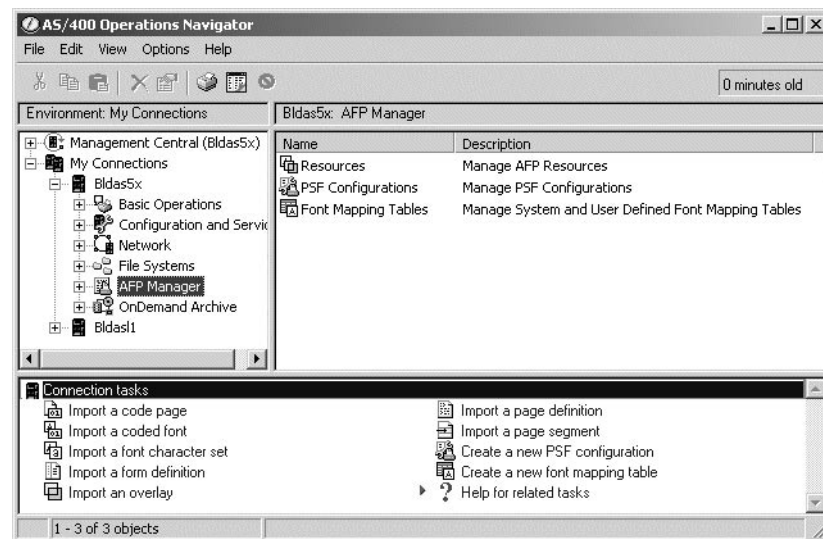 AS/400 Operations Navigator
File Edit View Options Help
0 minutes old
Environment: My Connections
Bldas5x: AFP Manager
Management Central (Bldas5x)
My Connections
Bldas5x
Basic Operations
Configuration and Servic
Network
File Systems
AFP Manager
OnDemand Archive
Bldasl1
Name Description
Resources Manage AFP Resources
PSF Configurations Manage PSF Configurations
Font Mapping Tables Manage System and User Defined Font Mapping Tables
Connection tasks
Import a code page
Import a coded font
Import a font character set
Import a form definition
Import an overlay
Import a page definition
Import a page segment
Create a new PSF configuration
Create a new font mapping table
Help for related tasks
1 - 3 of 3 objects